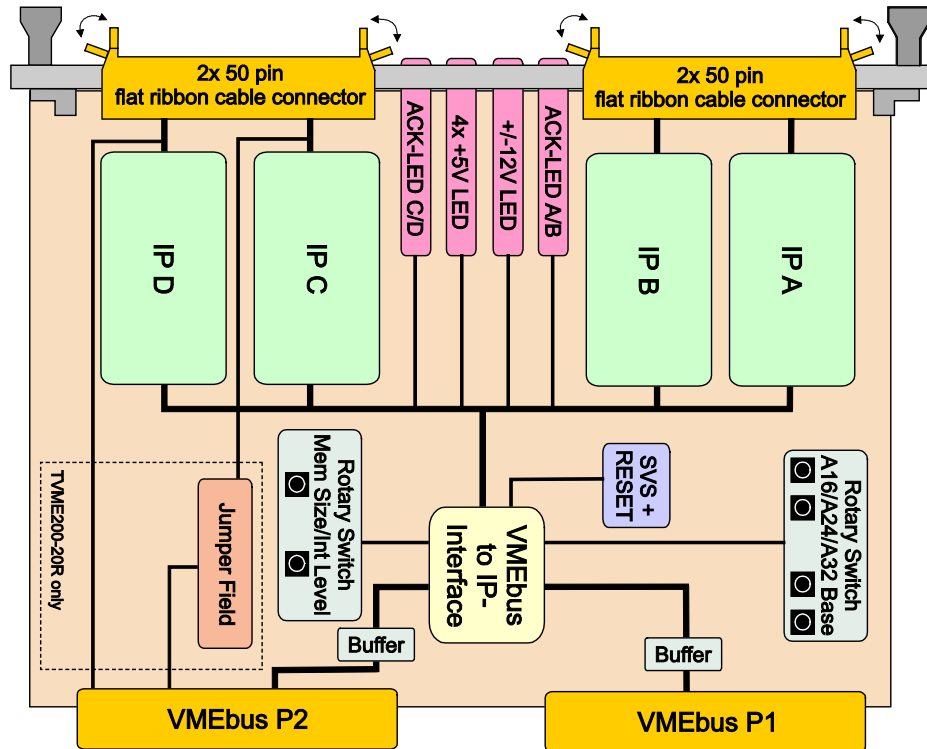 2x 50 pin
flat ribbon cable connector
2x 50 pin
flat ribbon cable connector
ACK-LED C/D
4x +5V LED
+/-12V LED
ACK-LED A/B
IP D
IP C
IP B
IP A
TVME200-20R only
Jumper Field
Rotary Switch
Mem Size/Int Level
VMEbus
to IP-
Interface
SVS +
RESET
Rotary Switch
A16/A24/A32 Base
Buffer
Buffer
VMEbus P2
VMEbus P1